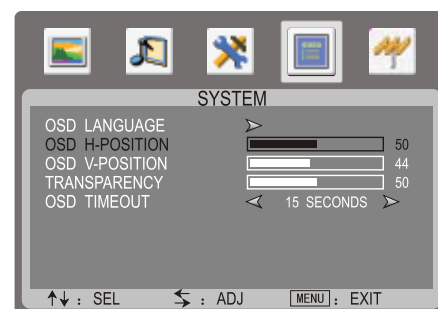 SYSTEM
OSD LANGUAGE
OSD H-POSITION 50
OSD V-POSITION 44
TRANSPARENCY 50
OSD TIMEOUT 15 SECONDS
: SEL : ADJ MENU : EXIT